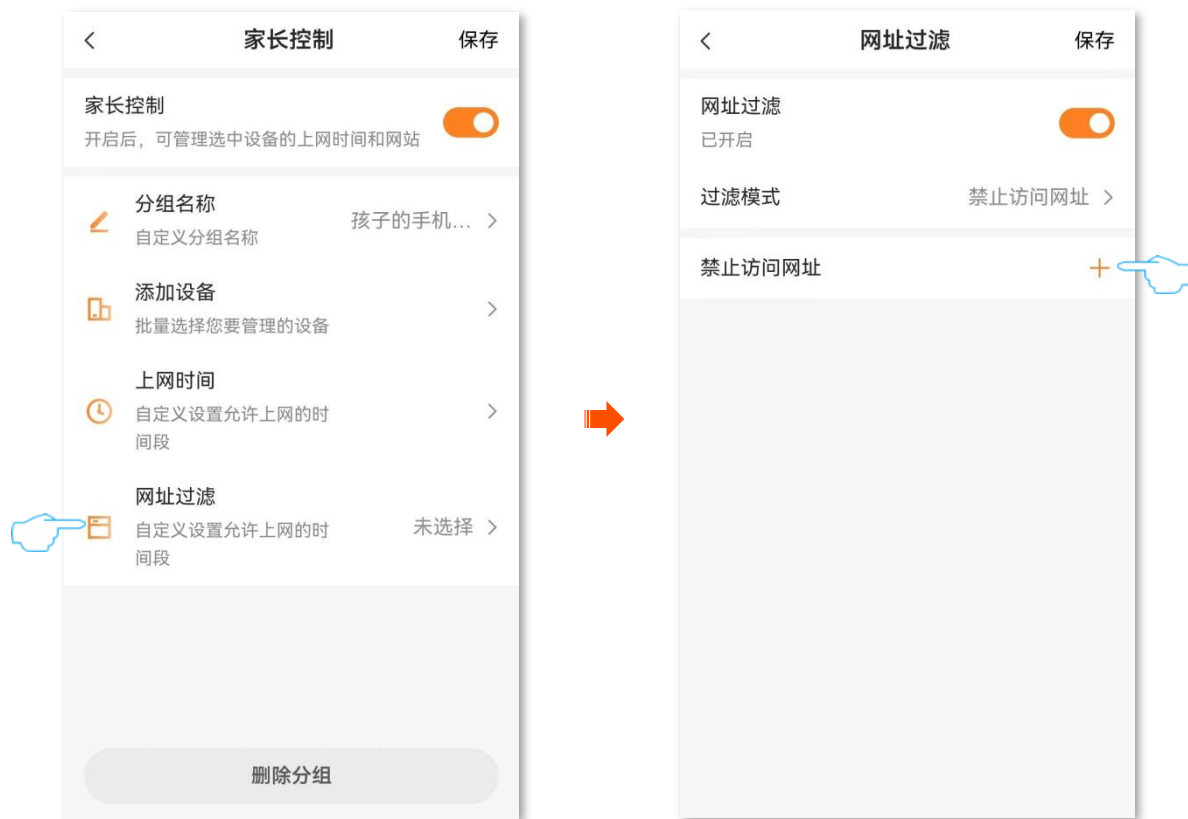 家长控制
保存
家长控制
开启后，可管理选中设备的上网时间和网站
分组名称
自定义分组名称
孩子的手机...
添加设备
批量选择您要管理的设备
上网时间
自定义设置允许上网的时
间段
网址过滤
自定义设置允许上网的时
间段
未选择
删除分组
网址过滤
保存
网址过滤
已开启
过滤模式
禁止访问网址
禁止访问网址